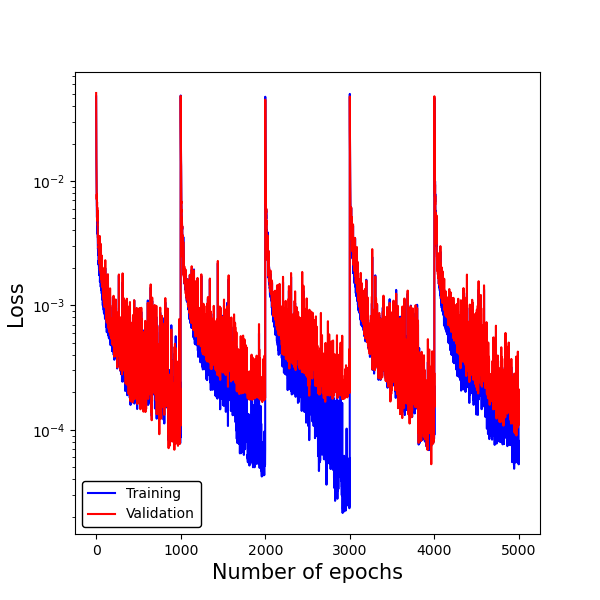 Loss
10⁻²
10⁻³
10⁻⁴
Training
Validation
0 1000 2000 3000 4000 5000
Number of epochs